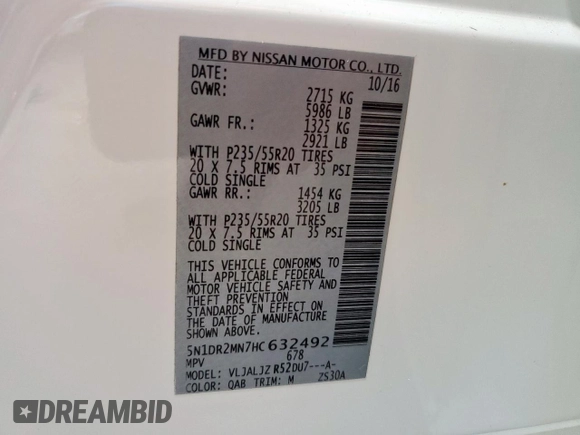 MFD BY NISSAN MOTOR CO., LTD.
DATE: 10/16
GVWR: 2715 KG
5986 LB
GAWR FR.: 1325 KG
2921 LB
WITH P235/55R20 TIRES
20 X 7.5 RIMS AT 35 PSI
COLD SINGLE
GAWR RR.: 1454 KG
3205 LB
WITH P235/55R20 TIRES
20 X 7.5 RIMS AT 35 PSI
COLD SINGLE
THIS VEHICLE CONFORMS TO
ALL APPLICABLE FEDERAL
MOTOR VEHICLE SAFETY AND
THEFT PREVENTION
STANDARDS IN EFFECT ON
THE DATE OF MANUFACTURE
SHOWN ABOVE.
5N1DR2MN7HC632492
MPV 678
MODEL: VLJALJZ R52DU7---A-
COLOR: QAB TRIM: M ZS30A
DREAMBID